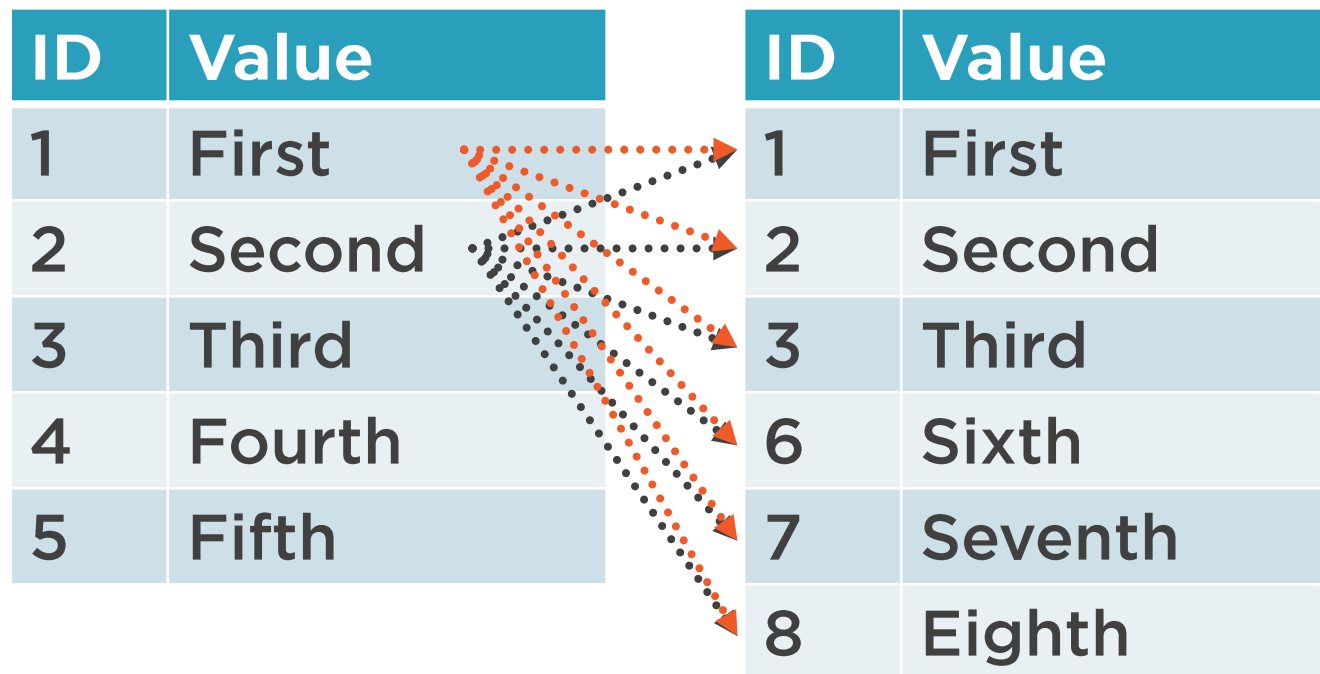 ID Value
1 First
2 Second
3 Third
4 Fourth
5 Fifth
ID Value
1 First
2 Second
3 Third
6 Sixth
7 Seventh
8 Eighth